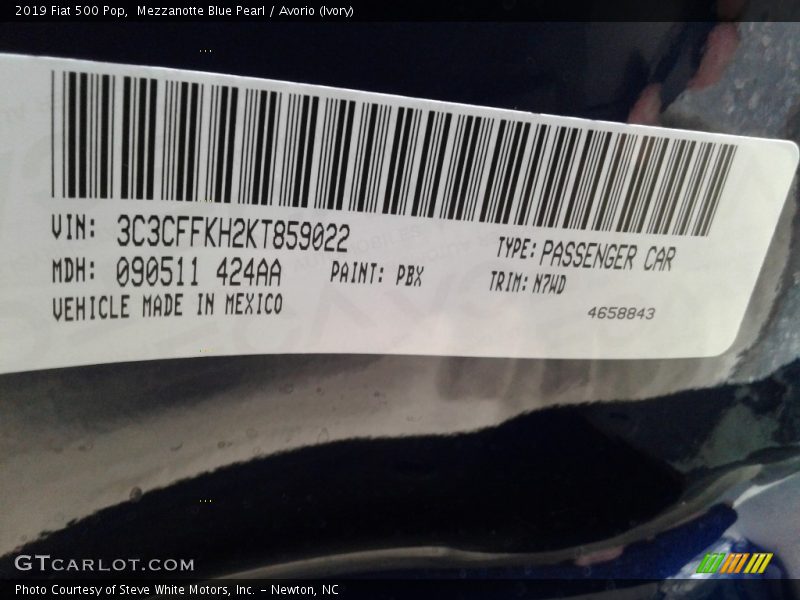 2019 Fiat 500 Pop,  Mezzanotte Blue Pearl / Avorio (Ivory)
VIN: 3C3CFFKH2KT859022
TYPE: PASSENGER CAR
MDH: 090511 424AA
PAINT: PBX
TRIM: N7WD
VEHICLE MADE IN MEXICO
4658843
GTCARLOT.COM
Photo Courtesy of Steve White Motors, Inc. – Newton, NC